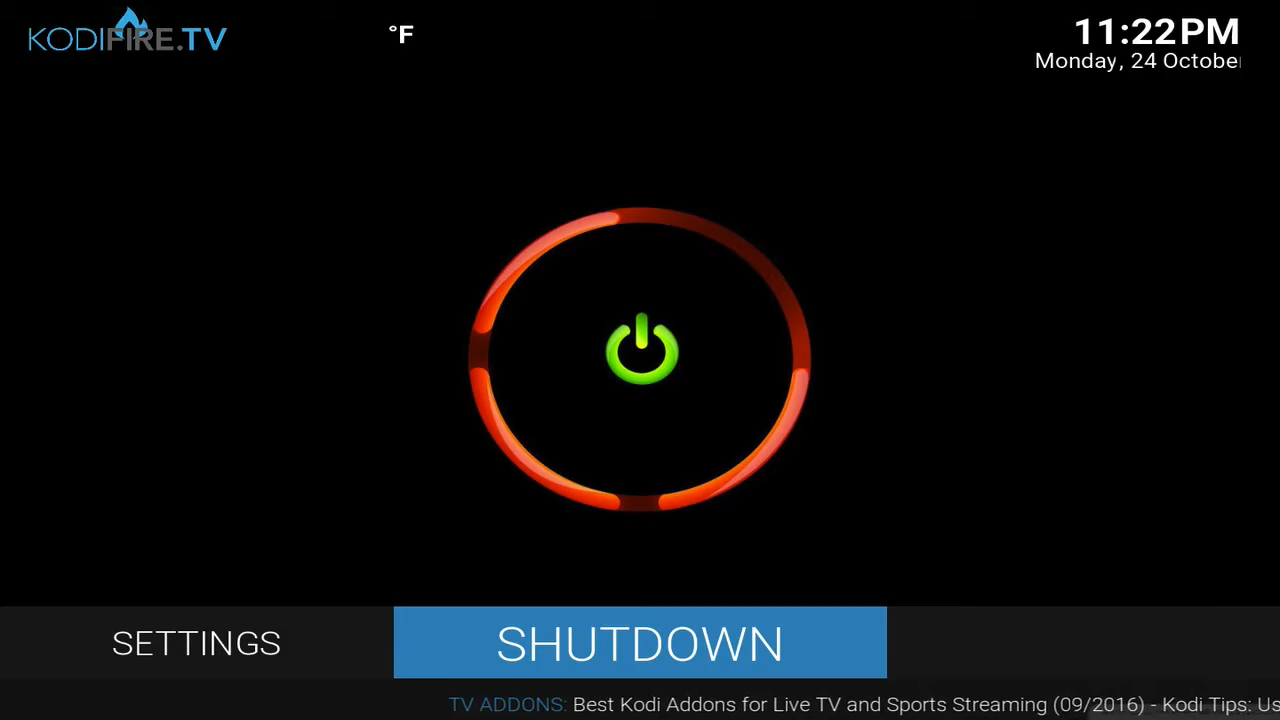 KODIFIRE.TV
°F
11:22PM
Monday, 24 October
SETTINGS
SHUTDOWN
TV ADDONS: Best Kodi Addons for Live TV and Sports Streaming (09/2016) - Kodi Tips: Us